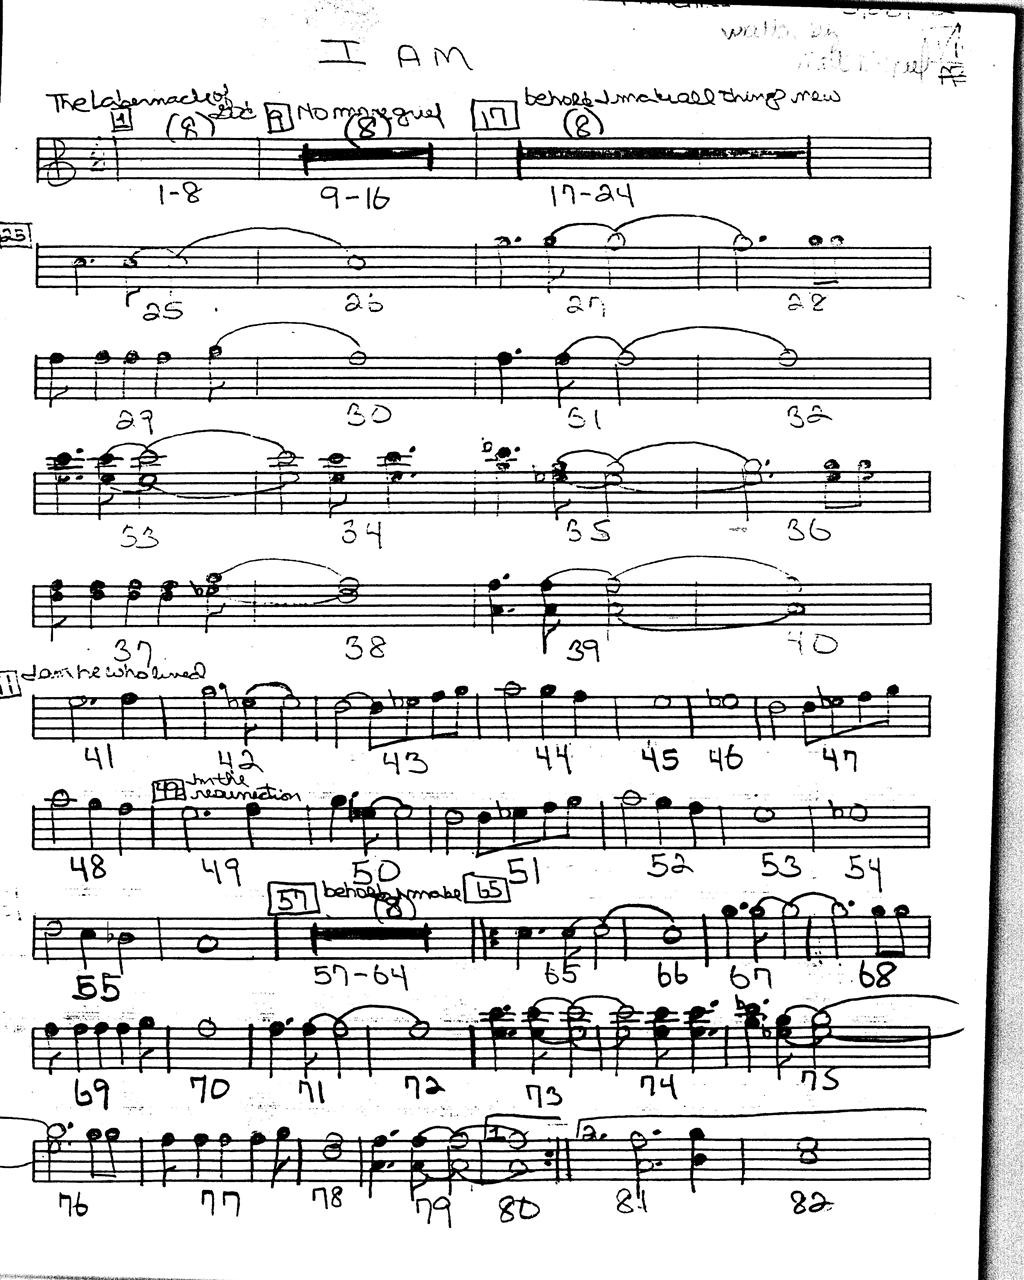 I AM
The tabernacle of God
No more grief
behold I make all things new
1 (8) 9 (8) 17 (8)
1-8 9-16 17-24
25
25 26 27 28
29 30 31 32
33 34 35 36
37 38 39 40
I am he who lived
41 42 43 44 45 46 47
49 in the
resurrection
48 49 50 51 52 53 54
57 behold I make 65
(8)
55 57-64 65 66 67 68
69 70 71 72 73 74 75
1. 2.
76 77 78 79 80 81 82